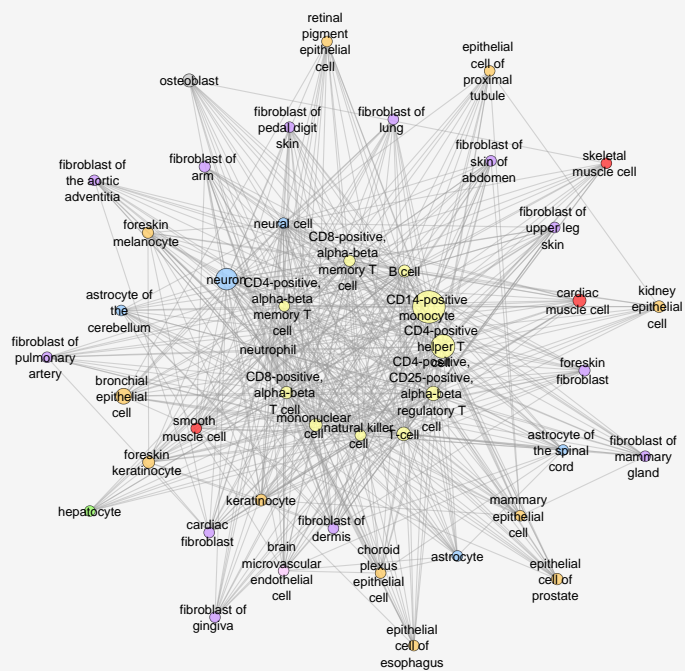 retinal
pigment
epithelial
cell
epithelial
cell of
proximal
tubule
osteoblast
fibroblast of
pedal digit
skin
fibroblast of
lung
fibroblast of
skin of
abdomen
skeletal
muscle cell
fibroblast of
the aortic
adventitia
fibroblast of
arm
foreskin
melanocyte
neural cell
CD8-positive,
alpha-beta
memory T
cell
B cell
fibroblast of
upper leg
skin
neuron
CD4-positive,
alpha-beta
memory T
cell
CD14-positive
monocyte
cardiac
muscle cell
kidney
epithelial
cell
astrocyte of
the
cerebellum
CD4-positive
helper T
cell
neutrophil
fibroblast of
pulmonary
artery
CD4-positive,
CD25-positive,
alpha-beta
regulatory T
cell
foreskin
fibroblast
bronchial
epithelial
cell
CD8-positive,
alpha-beta
T cell
smooth
muscle cell
mononuclear
cell
natural killer
cell
T-cell
astrocyte of
the spinal
cord
fibroblast of
mammary
gland
foreskin
keratinocyte
hepatocyte
keratinocyte
mammary
epithelial
cell
cardiac
fibroblast
fibroblast of
dermis
brain
microvascular
endothelial
cell
choroid
plexus
epithelial
cell
astrocyte
epithelial
cell of
prostate
fibroblast of
gingiva
epithelial
cell of
esophagus